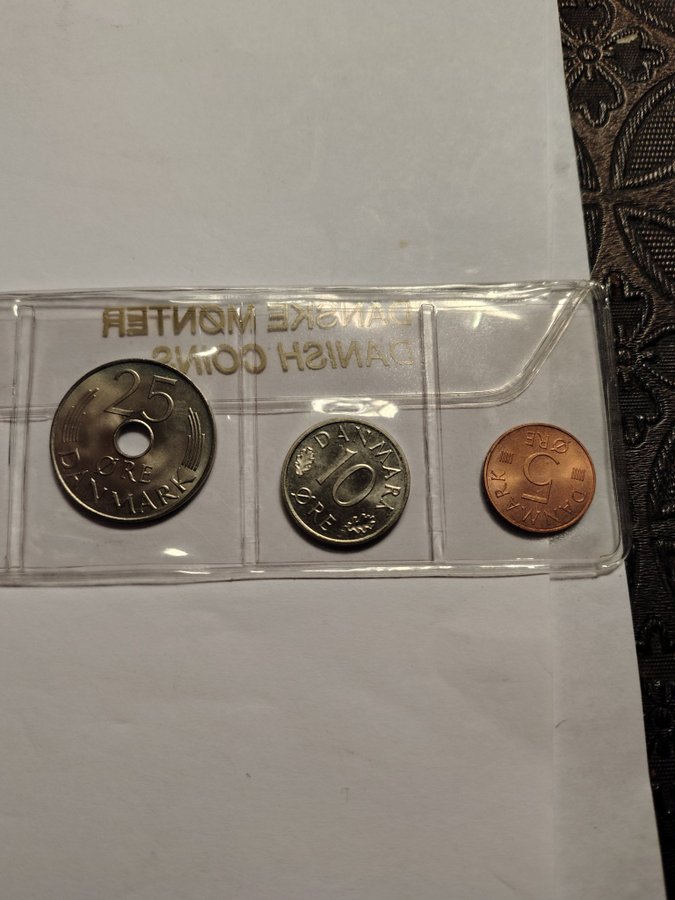 DANSKE MØNTER
DANISH COINS
25
ØRE
DANMARK
DANMARK
10
ØRE
5
ØRE
DANMARK